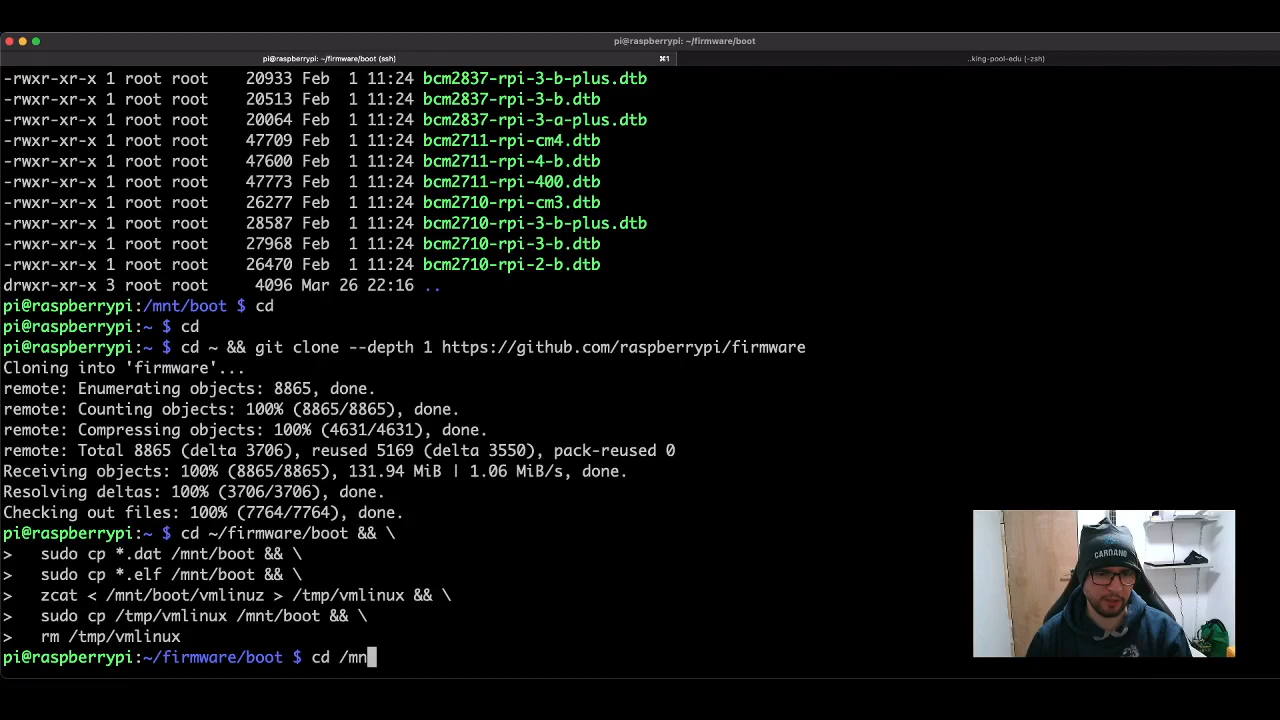 pi@raspberrypi: ~/firmware/boot
pi@raspberrypi: ~/firmware/boot (ssh)
⌘1
..king-pool-edu (-zsh)
-rwxr-xr-x 1 root root    20933 Feb  1 11:24 bcm2837-rpi-3-b-plus.dtb
-rwxr-xr-x 1 root root    20513 Feb  1 11:24 bcm2837-rpi-3-b.dtb
-rwxr-xr-x 1 root root    20064 Feb  1 11:24 bcm2837-rpi-3-a-plus.dtb
-rwxr-xr-x 1 root root    47709 Feb  1 11:24 bcm2711-rpi-cm4.dtb
-rwxr-xr-x 1 root root    47600 Feb  1 11:24 bcm2711-rpi-4-b.dtb
-rwxr-xr-x 1 root root    47773 Feb  1 11:24 bcm2711-rpi-400.dtb
-rwxr-xr-x 1 root root    26277 Feb  1 11:24 bcm2710-rpi-cm3.dtb
-rwxr-xr-x 1 root root    28587 Feb  1 11:24 bcm2710-rpi-3-b-plus.dtb
-rwxr-xr-x 1 root root    27968 Feb  1 11:24 bcm2710-rpi-3-b.dtb
-rwxr-xr-x 1 root root    26470 Feb  1 11:24 bcm2710-rpi-2-b.dtb
drwxr-xr-x 3 root root     4096 Mar 26 22:16 ..
pi@raspberrypi:/mnt/boot $ cd
pi@raspberrypi:~ $ cd
pi@raspberrypi:~ $ cd ~ && git clone --depth 1 https://github.com/raspberrypi/firmware
Cloning into 'firmware'...
remote: Enumerating objects: 8865, done.
remote: Counting objects: 100% (8865/8865), done.
remote: Compressing objects: 100% (4631/4631), done.
remote: Total 8865 (delta 3706), reused 5169 (delta 3550), pack-reused 0
Receiving objects: 100% (8865/8865), 131.94 MiB | 1.06 MiB/s, done.
Resolving deltas: 100% (3706/3706), done.
Checking out files: 100% (7764/7764), done.
pi@raspberrypi:~ $ cd ~/firmware/boot && \
>   sudo cp *.dat /mnt/boot && \
>   sudo cp *.elf /mnt/boot && \
>   zcat < /mnt/boot/vmlinuz > /tmp/vmlinux && \
>   sudo cp /tmp/vmlinux /mnt/boot && \
>   rm /tmp/vmlinux
pi@raspberrypi:~/firmware/boot $ cd /mn
CARDANO